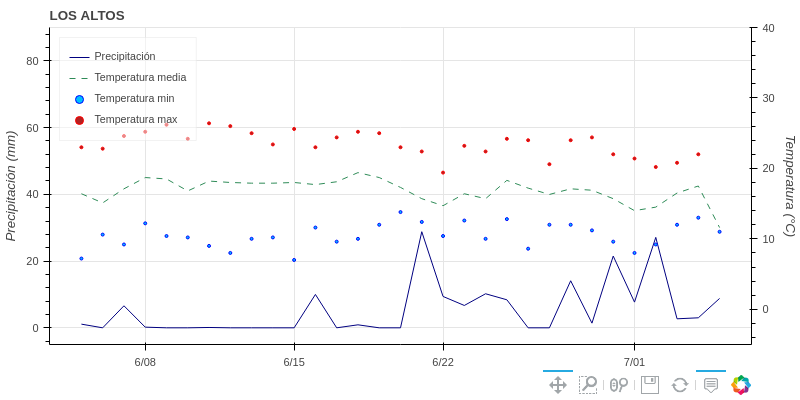 LOS ALTOS
Precipitación
Temperatura media
Temperatura min
Temperatura max
Precipitación (mm)
80
60
40
20
0
Temperatura (°C)
40
30
20
10
0
6/08
6/15
6/22
7/01